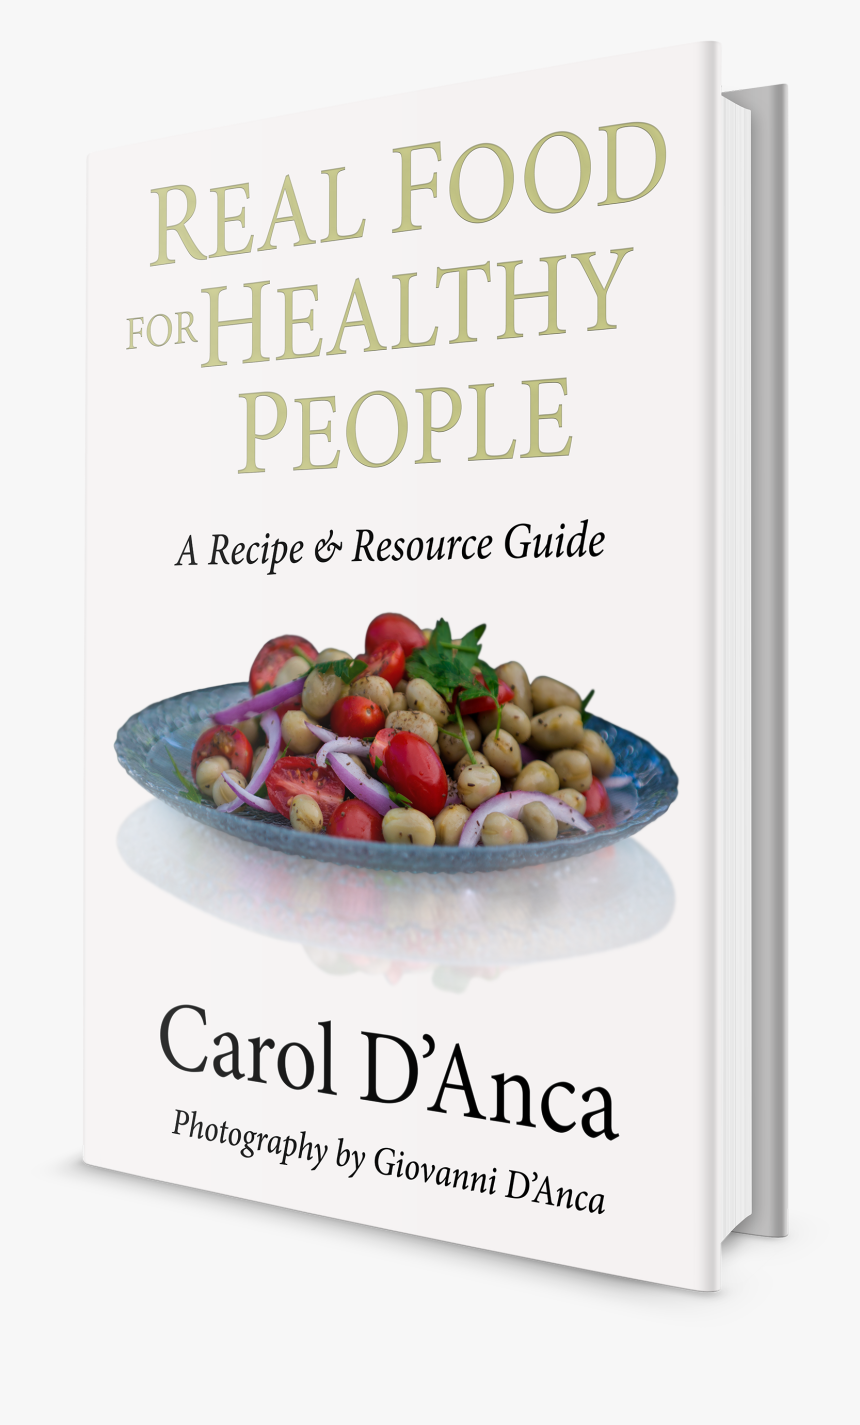 REAL FOOD
FOR HEALTHY
PEOPLE
A Recipe & Resource Guide
Carol D'Anca
Photography by Giovanni D'Anca